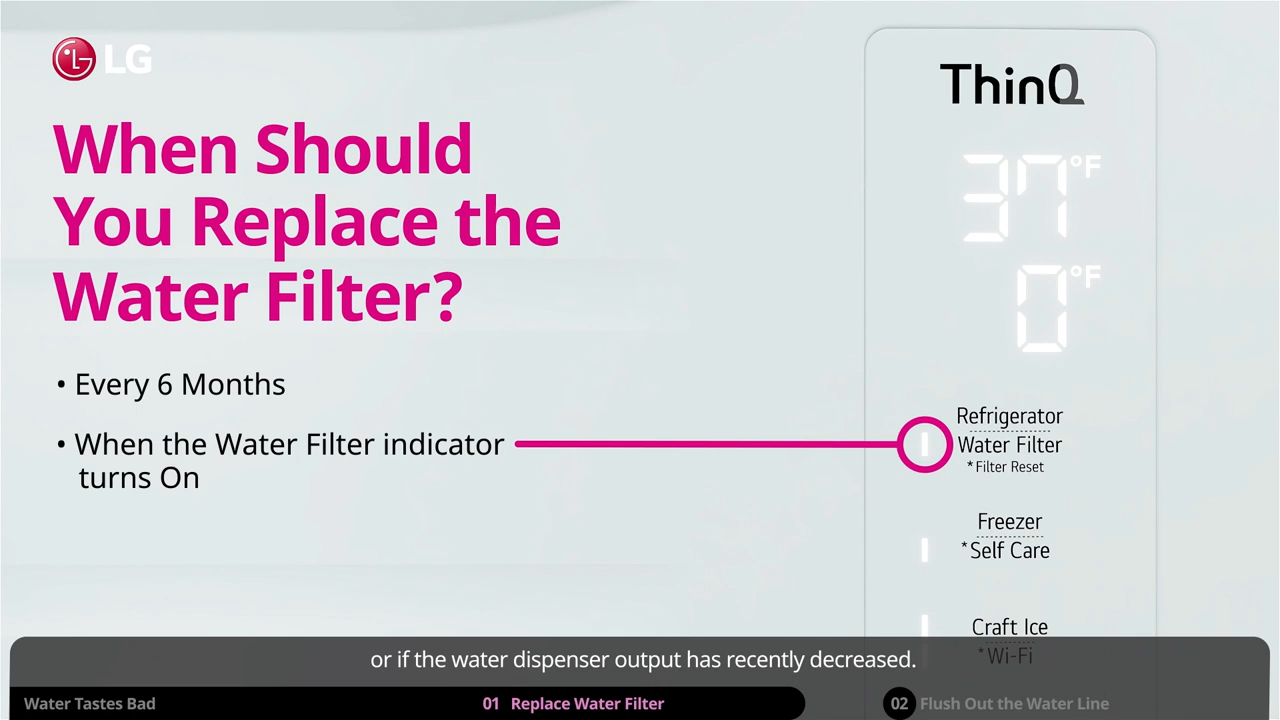 LG
When Should
You Replace the
Water Filter?
• Every 6 Months
• When the Water Filter indicator
turns On
ThinQ
37°F
0°F
Refrigerator
Water Filter
*Filter Reset
Freezer
*Self Care
Craft Ice
*Wi-Fi
or if the water dispenser output has recently decreased.
Water Tastes Bad
01 Replace Water Filter
02 Flush Out the Water Line